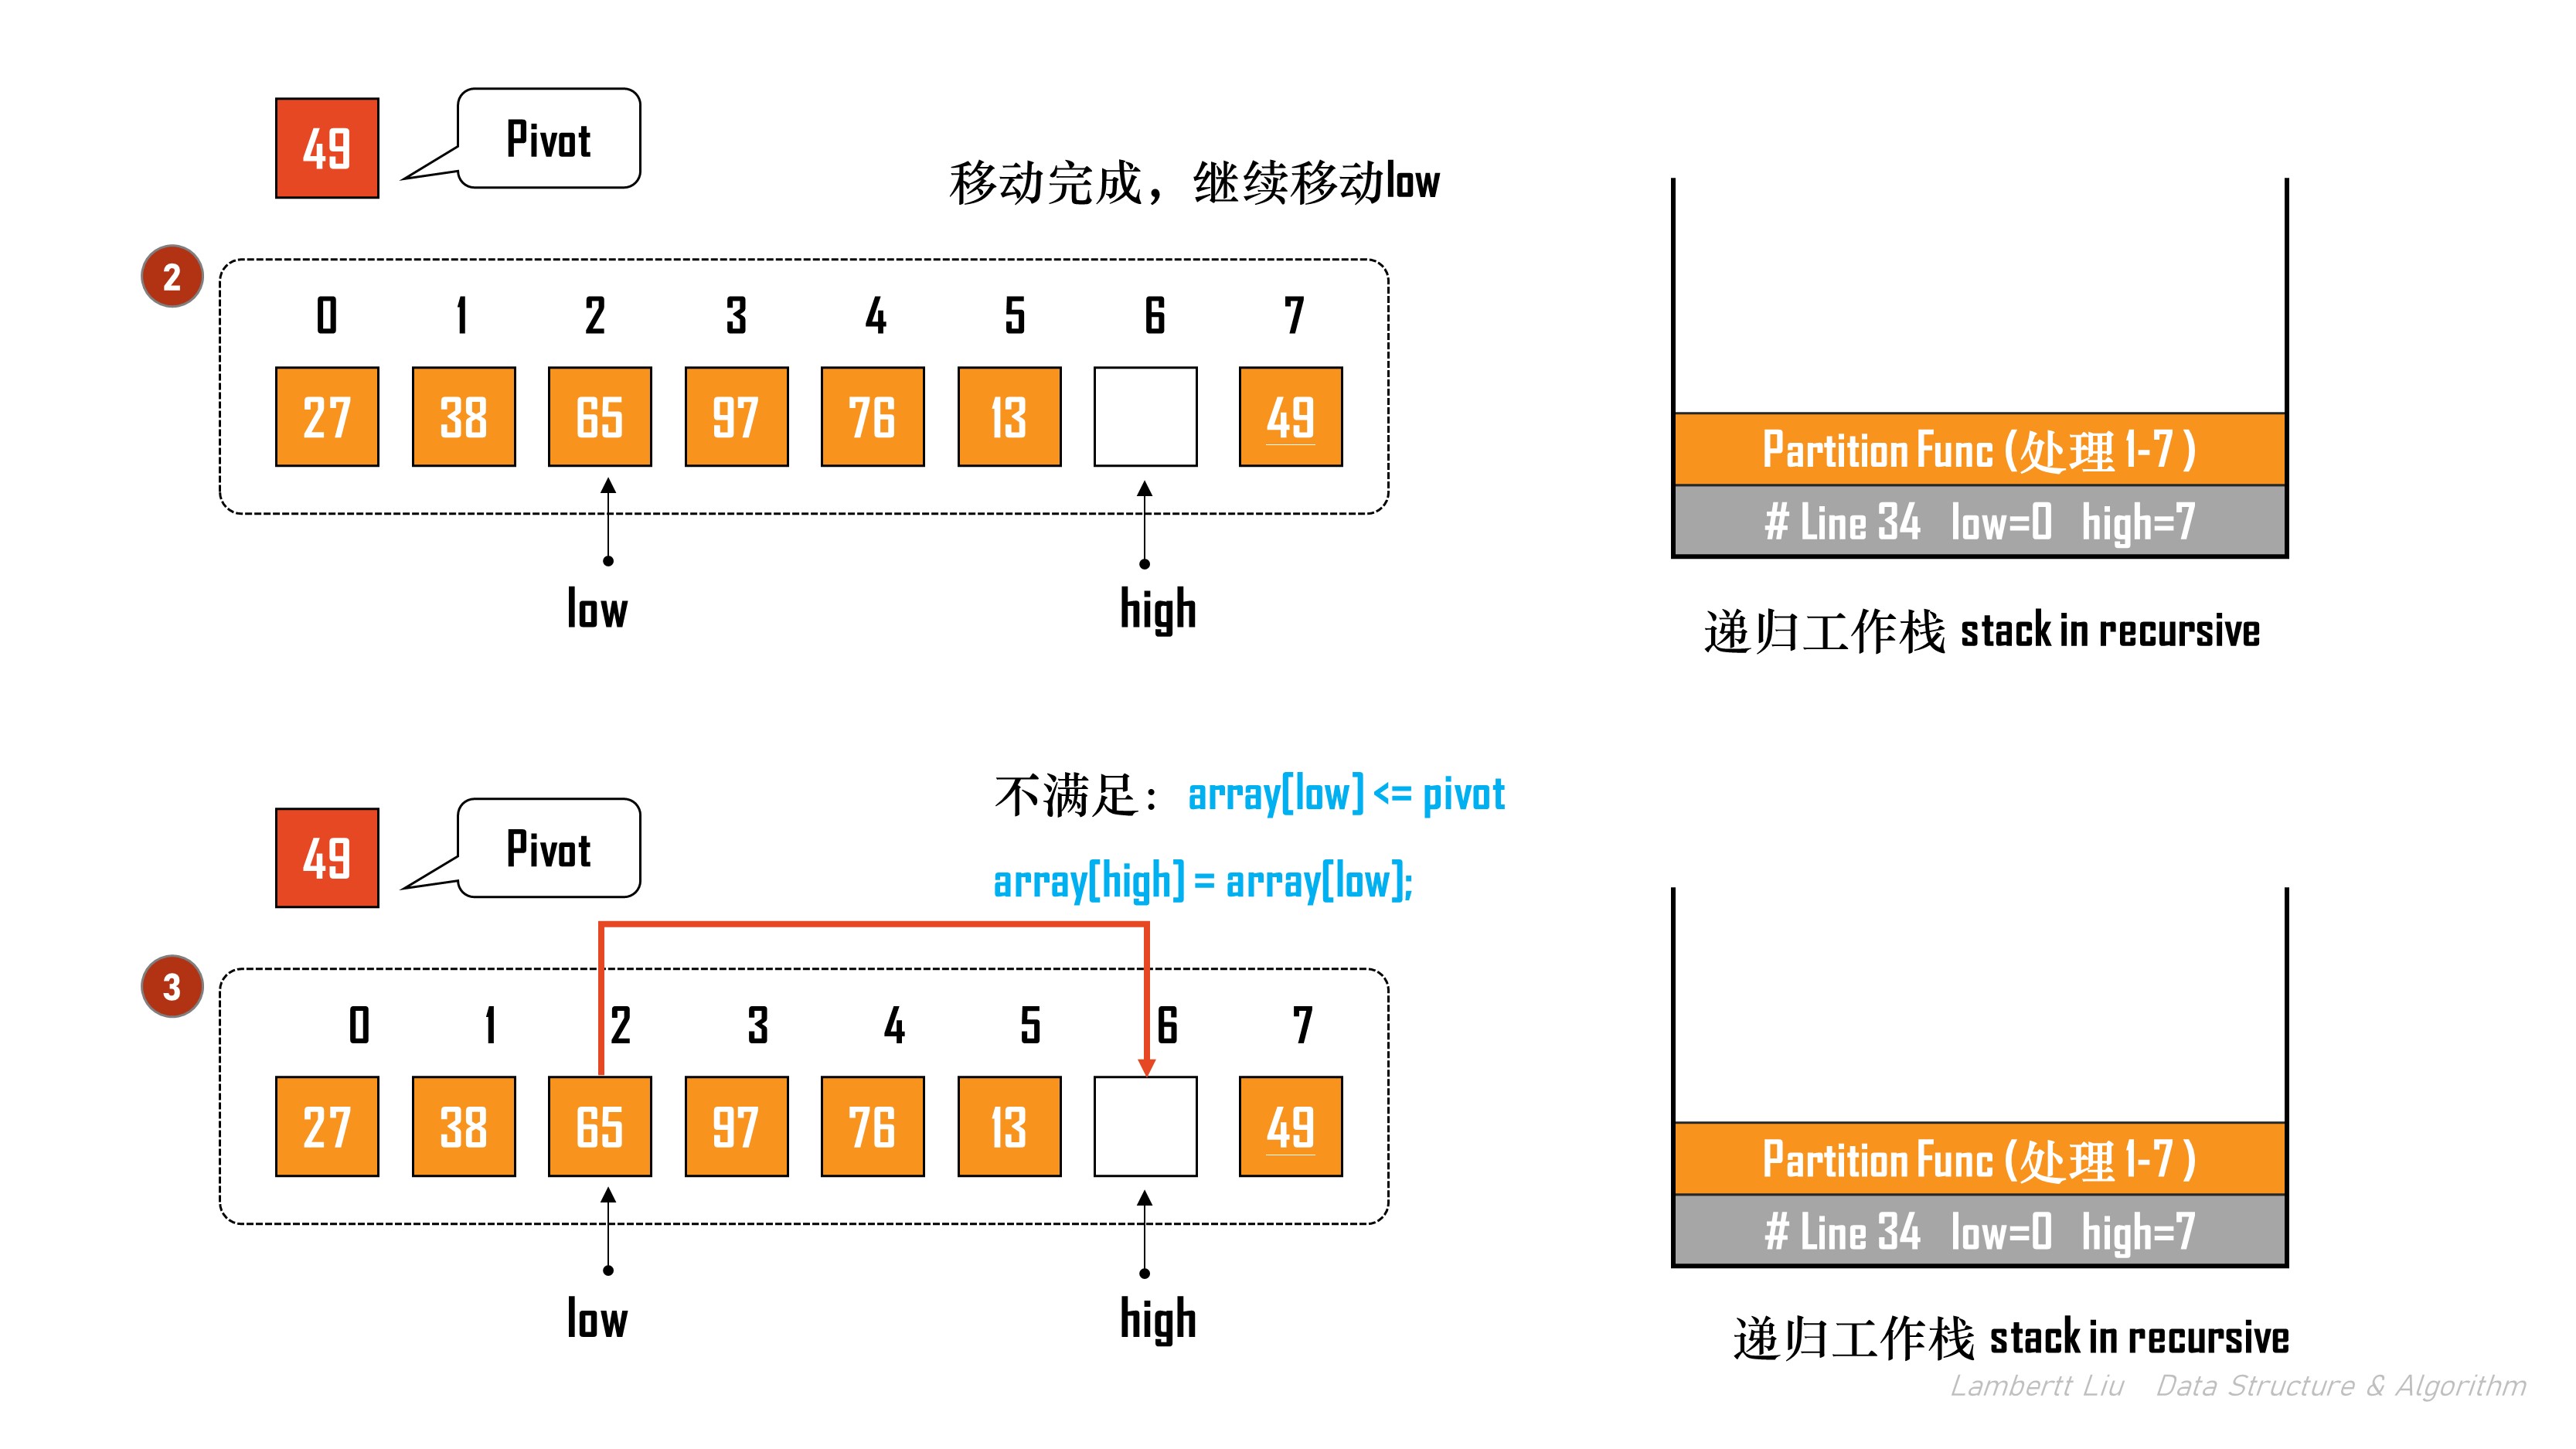 49
Pivot
移动完成，继续移动low
2
0 1 2 3 4 5 6 7
27 38 65 97 76 13 49
low high
Partition Func (处理 1-7 )
# Line 34 low=0 high=7
递归工作栈 stack in recursive
不满足：array[low] <= pivot
49
Pivot
array[high] = array[low];
3
0 1 2 3 4 5 6 7
27 38 65 97 76 13 49
low high
Partition Func (处理 1-7 )
# Line 34 low=0 high=7
递归工作栈 stack in recursive
Lambertt Liu Data Structure & Algorithm